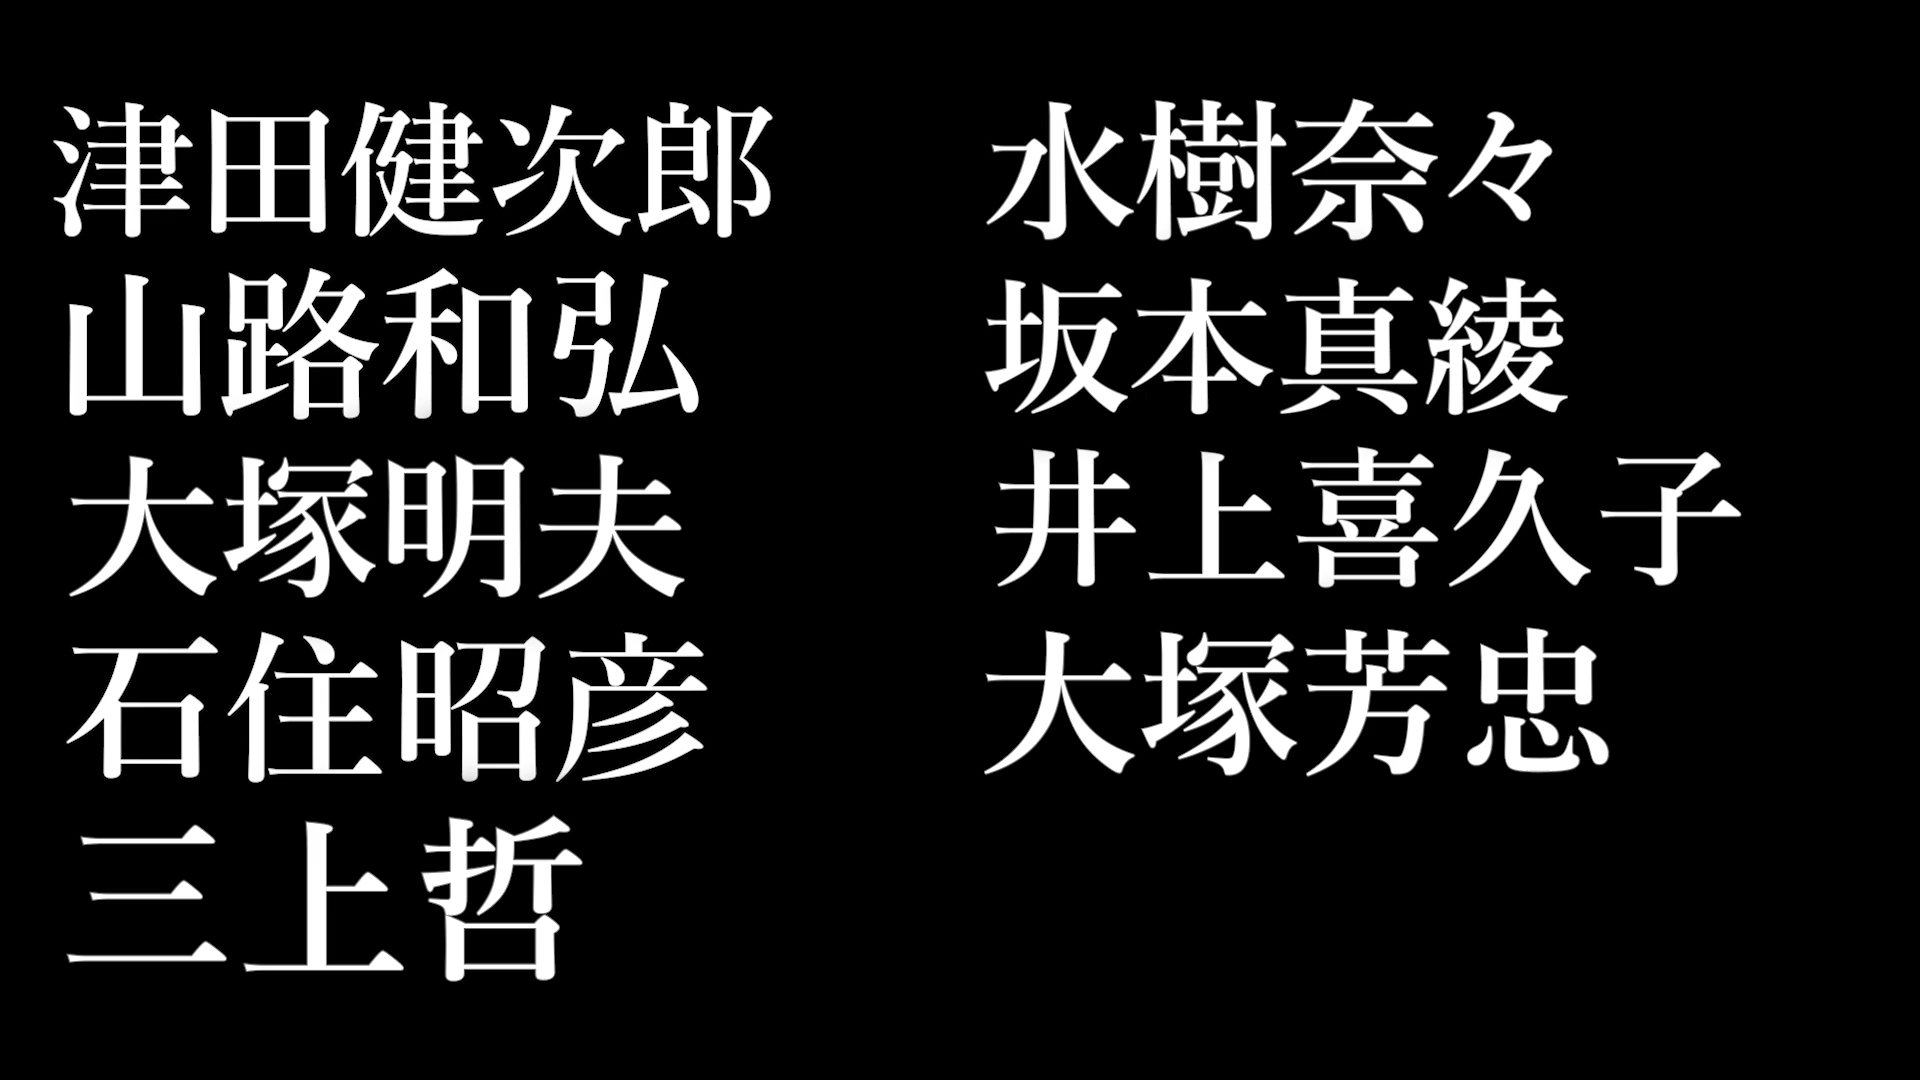 津田健次郎
山路和弘
大塚明夫
石住昭彦
三上哲
水樹奈々
坂本真綾
井上喜久子
大塚芳忠